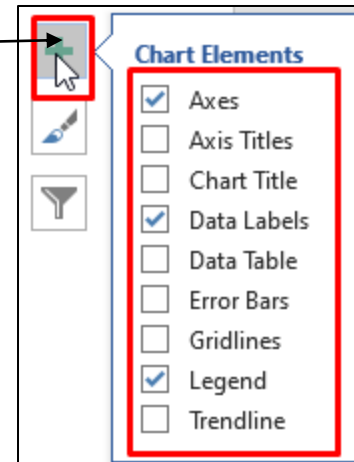 Chart Elements
Axes
Axis Titles
Chart Title
Data Labels
Data Table
Error Bars
Gridlines
Legend
Trendline